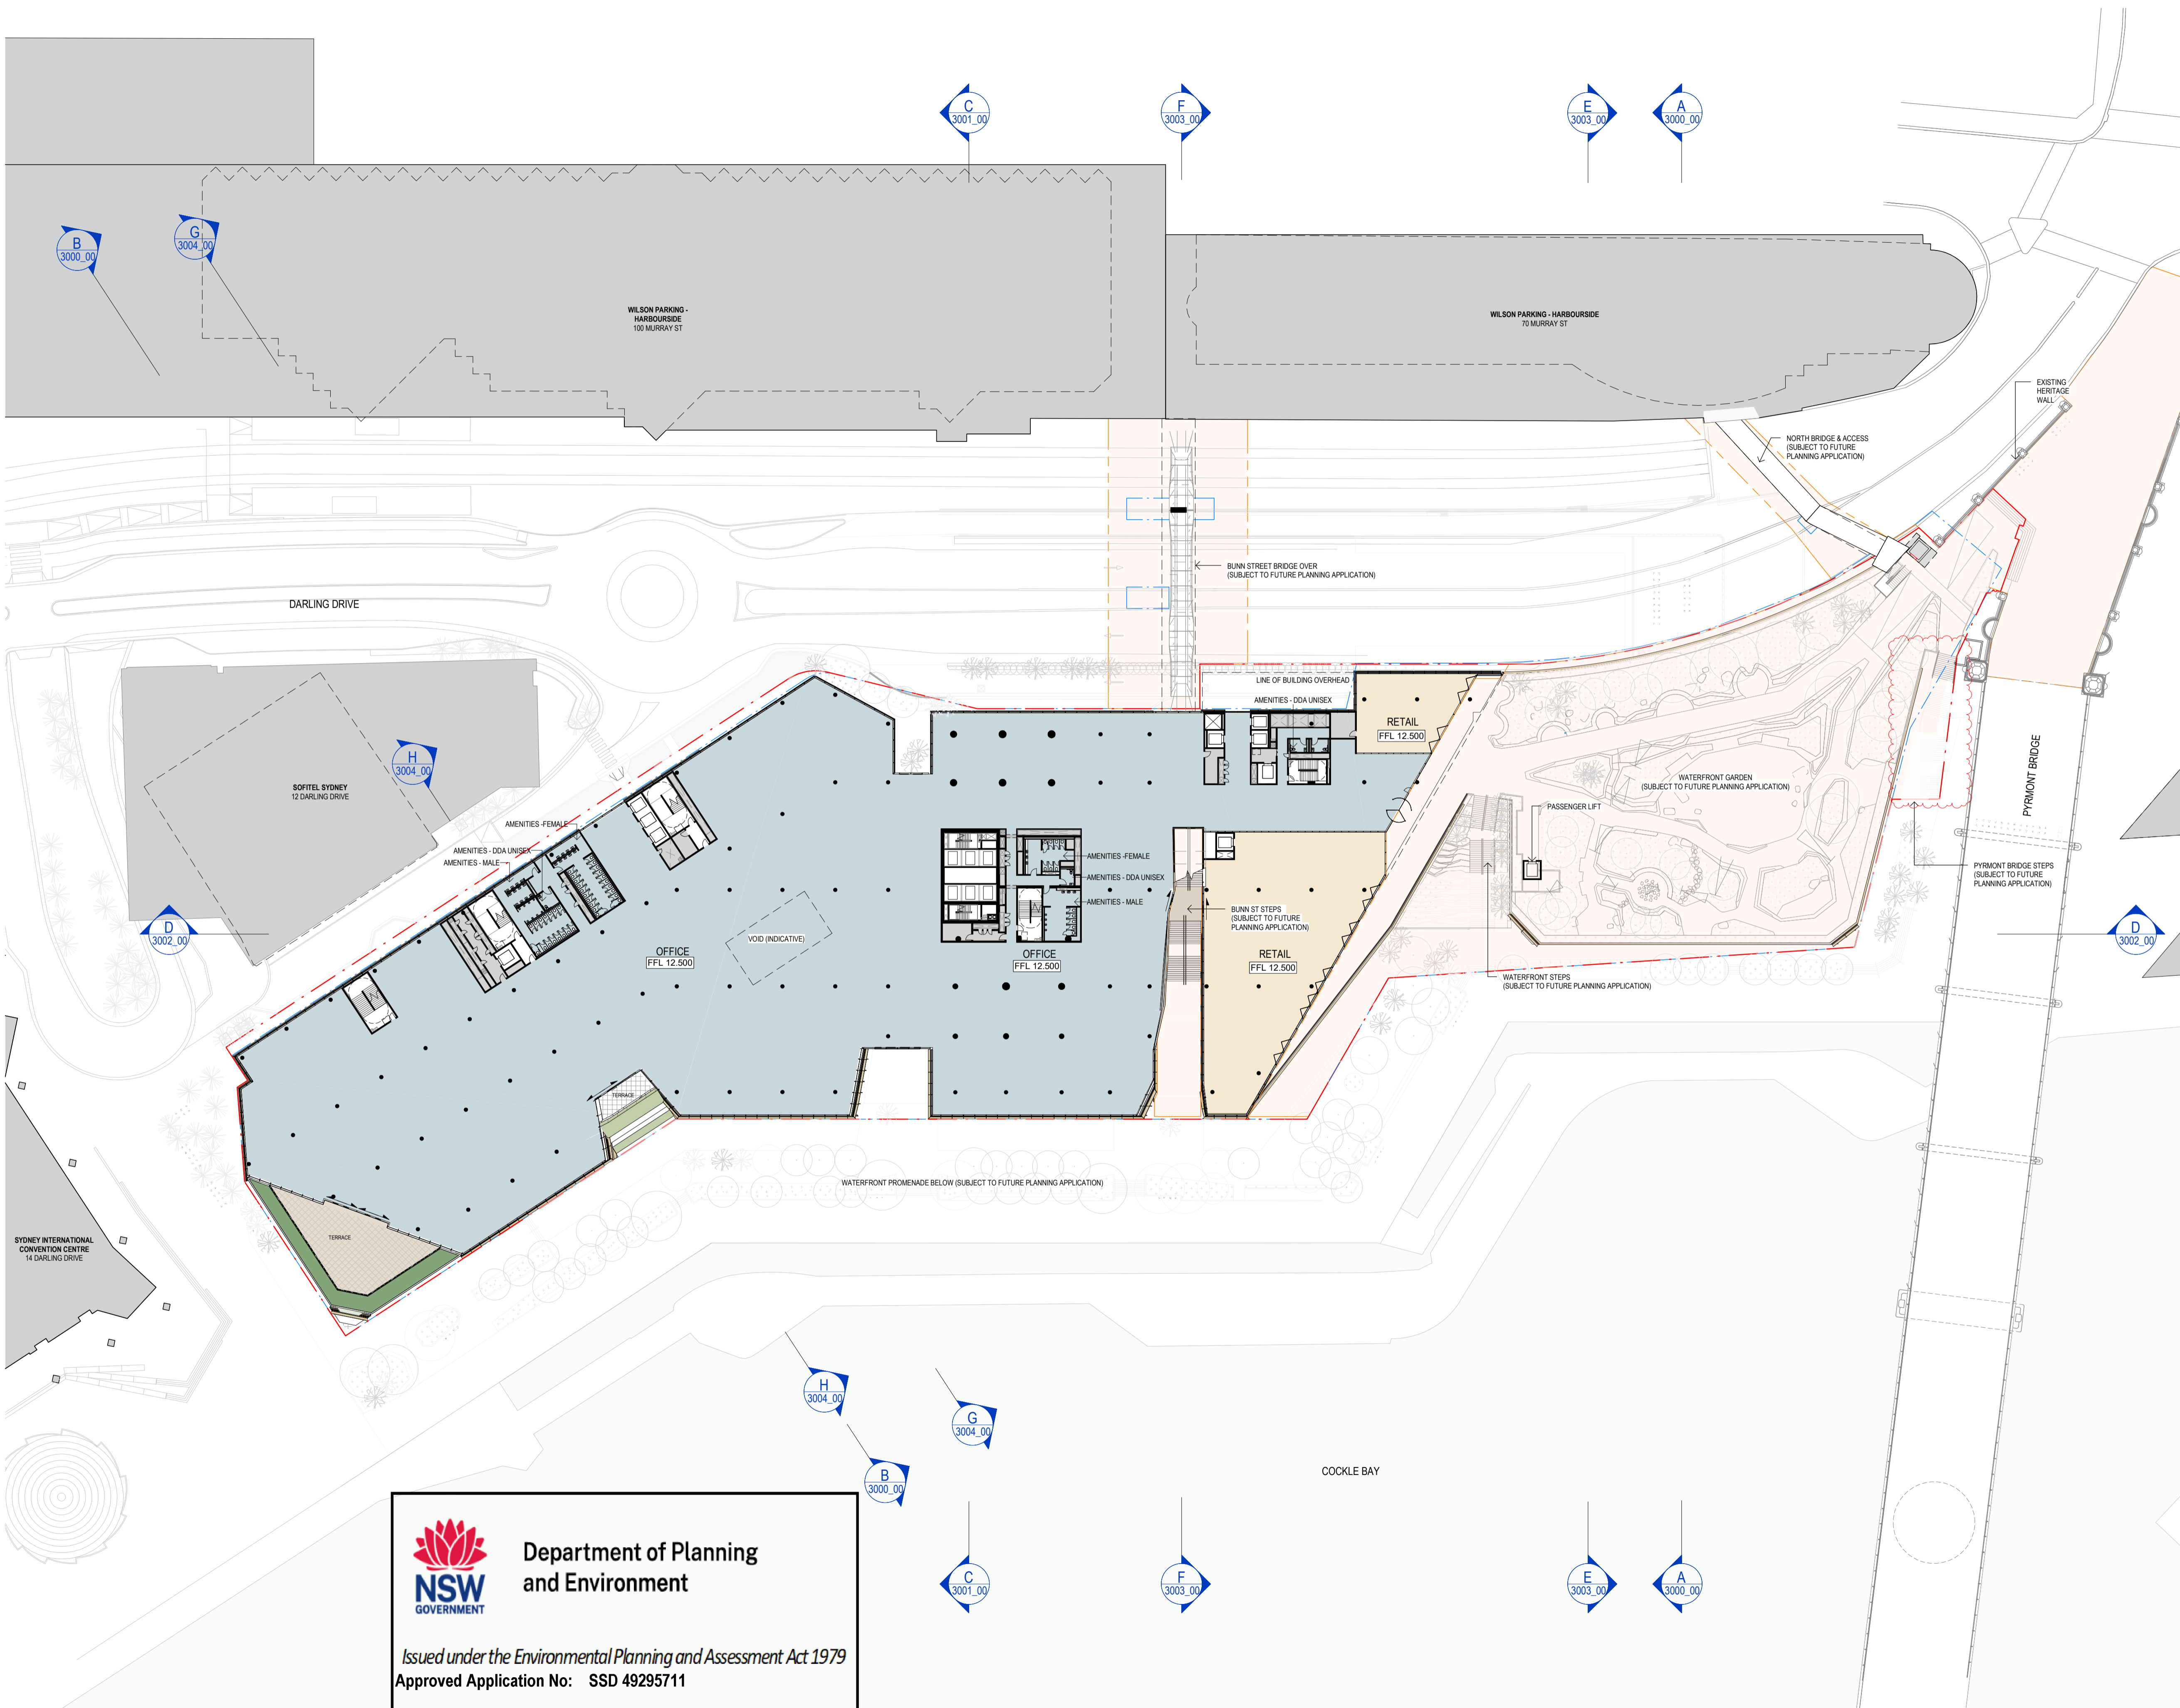 C
3001_00
F
3003_00
E
3003_00
A
3000_00
B
3000_00
G
3004_00
WILSON PARKING -
HARBOURSIDE
100 MURRAY ST
WILSON PARKING - HARBOURSIDE
70 MURRAY ST
EXISTING
HERITAGE
WALL
NORTH BRIDGE & ACCESS
(SUBJECT TO FUTURE
PLANNING APPLICATION)
BUNN STREET BRIDGE OVER
(SUBJECT TO FUTURE PLANNING APPLICATION)
DARLING DRIVE
LINE OF BUILDING OVERHEAD
AMENITIES - DDA UNISEX
RETAIL
FFL 12.500
H
3004_00
SOFITEL SYDNEY
12 DARLING DRIVE
WATERFRONT GARDEN
(SUBJECT TO FUTURE PLANNING APPLICATION)
PYRMONT BRIDGE
PASSENGER LIFT
AMENITIES -FEMALE
AMENITIES - DDA UNISEX
AMENITIES - MALE
AMENITIES -FEMALE
AMENITIES - DDA UNISEX
AMENITIES - MALE
PYRMONT BRIDGE STEPS
(SUBJECT TO FUTURE
PLANNING APPLICATION)
BUNN ST STEPS
(SUBJECT TO FUTURE
PLANNING APPLICATION)
D
3002_00
VOID (INDICATIVE)
D
3002_00
OFFICE
FFL 12.500
OFFICE
FFL 12.500
RETAIL
FFL 12.500
WATERFRONT STEPS
(SUBJECT TO FUTURE PLANNING APPLICATION)
TERRACE
WATERFRONT PROMENADE BELOW (SUBJECT TO FUTURE PLANNING APPLICATION)
TERRACE
SYDNEY INTERNATIONAL
CONVENTION CENTRE
14 DARLING DRIVE
H
3004_00
G
3004_00
B
3000_00
COCKLE BAY
C
3001_00
F
3003_00
E
3003_00
A
3000_00
NSW
GOVERNMENT
Department of Planning
and Environment
Issued under the Environmental Planning and Assessment Act 1979
Approved Application No: SSD 49295711